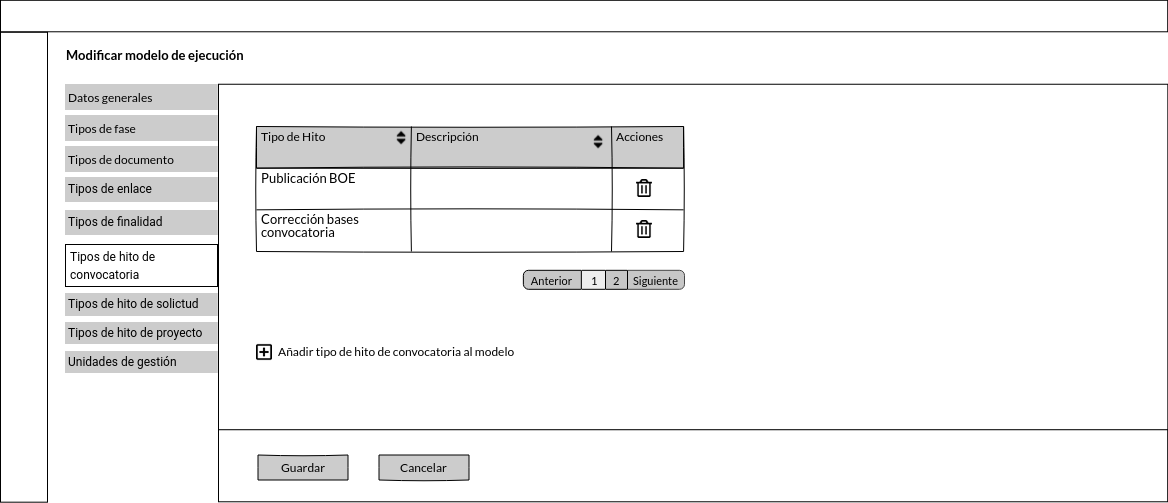 Modificar modelo de ejecución
Datos generales
Tipos de fase
Tipos de documento
Tipos de enlace
Tipos de finalidad
Tipos de hito de
convocatoria
Tipos de hito de solictud
Tipos de hito de proyecto
Unidades de gestión
Tipo de Hito Descripción Acciones
Publicación BOE
Corrección bases
convocatoria
Anterior 1 2 Siguiente
Añadir tipo de hito de convocatoria al modelo
Guardar Cancelar